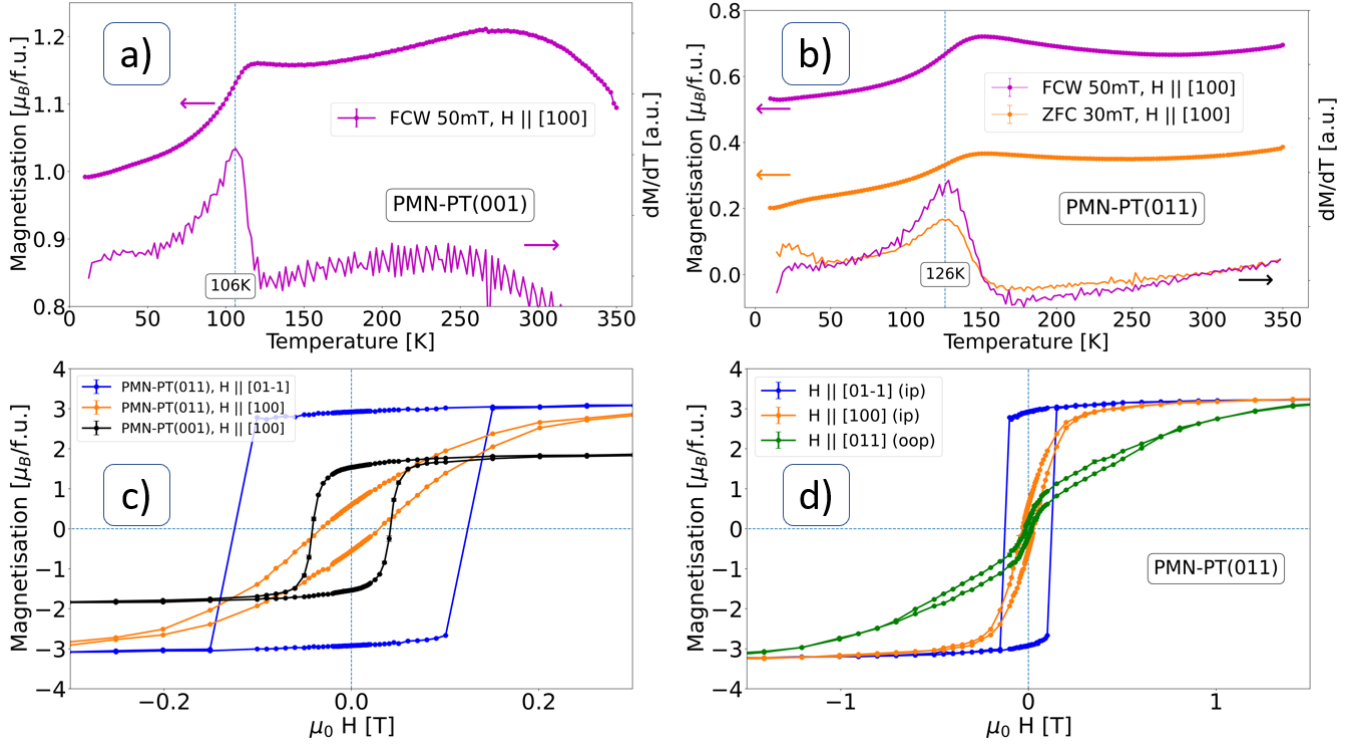 a)
1.2
1.1
1.0
0.9
0.8
Magnetisation [μB/f.u.]
FCW 50mT, H || [100]
PMN-PT(001)
106K
dM/dT [a.u.]
0 50 100 150 200 250 300 350
Temperature [K]
b)
0.8
0.6
0.4
0.2
0.0
Magnetisation [μB/f.u.]
FCW 50mT, H || [100]
ZFC 30mT, H || [100]
PMN-PT(011)
126K
dM/dT [a.u.]
0 50 100 150 200 250 300 350
Temperature [K]
4
3
2
1
0
−1
−2
−3
−4
Magnetisation [μB/f.u.]
PMN-PT(011), H || [01-1]
PMN-PT(011), H || [100]
PMN-PT(001), H || [100]
c)
−0.2 0.0 0.2
μ0 H [T]
4
3
2
1
0
−1
−2
−3
−4
Magnetisation [μB/f.u.]
H || [01-1] (ip)
H || [100] (ip)
H || [011] (oop)
d)
PMN-PT(011)
−1 0 1
μ0 H [T]